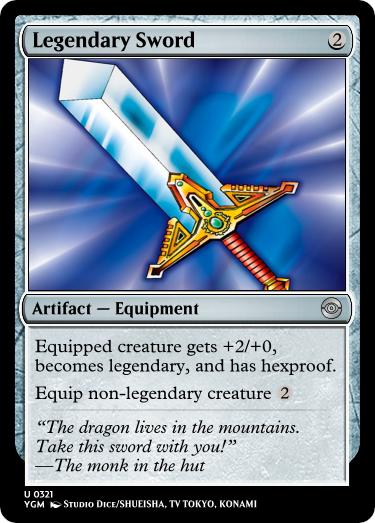 Legendary Sword 2
Artifact — Equipment
Equipped creature gets +2/+0,
becomes legendary, and has hexproof.
Equip non-legendary creature 2
“The dragon lives in the mountains.
Take this sword with you!”
—The monk in the hut
U 0321
YGM Studio Dice/SHUEISHA, TV TOKYO, KONAMI